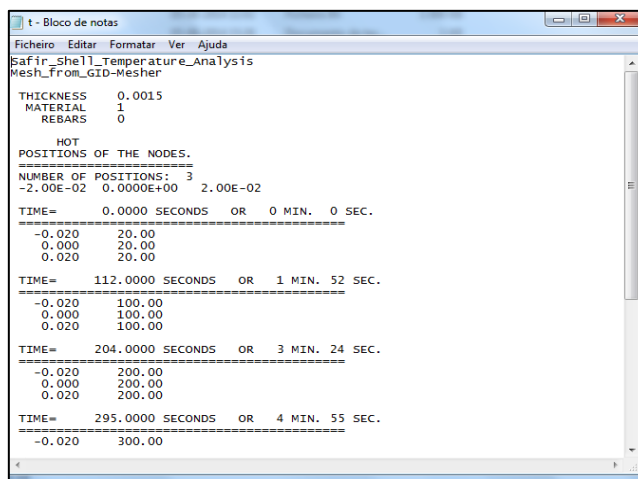 t - Bloco de notas
Ficheiro Editar Formatar Ver Ajuda
Safir_Shell_Temperature_Analysis
Mesh_from_GID-Mesher
THICKNESS 0.0015
MATERIAL 1
REBARS 0
HOT
POSITIONS OF THE NODES.
========================
NUMBER OF POSITIONS: 3
-2.00E-02 0.0000E+00 2.00E-02
TIME= 0.0000 SECONDS OR 0 MIN. 0 SEC.
=============================================
-0.020 20.00
0.000 20.00
0.020 20.00
TIME= 112.0000 SECONDS OR 1 MIN. 52 SEC.
=============================================
-0.020 100.00
0.000 100.00
0.020 100.00
TIME= 204.0000 SECONDS OR 3 MIN. 24 SEC.
=============================================
-0.020 200.00
0.000 200.00
0.020 200.00
TIME= 295.0000 SECONDS OR 4 MIN. 55 SEC.
=============================================
-0.020 300.00